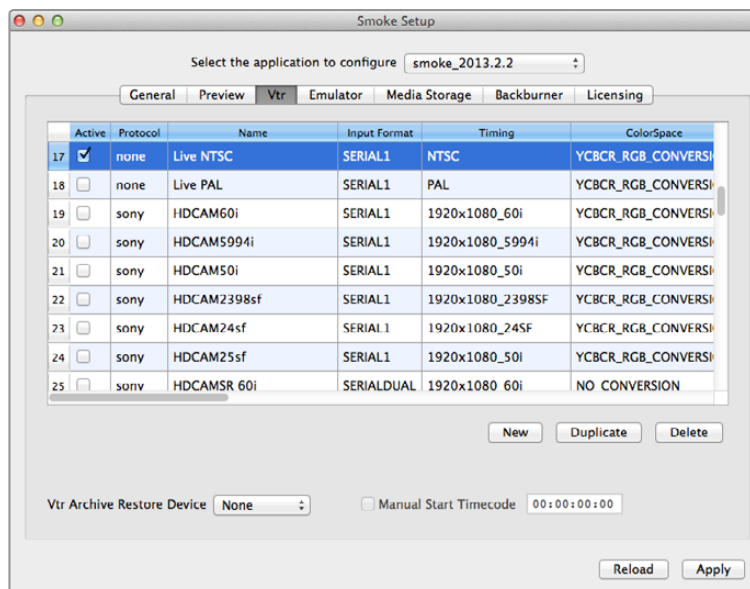 Smoke Setup
Select the application to configure smoke_2013.2.2
General Preview Vtr Emulator Media Storage Backburner Licensing
Active Protocol Name Input Format Timing ColorSpace
17 none Live NTSC SERIAL1 NTSC YCBCR_RGB_CONVERSI
18 none Live PAL SERIAL1 PAL YCBCR_RGB_CONVERSI
19 sony HDCAM60i SERIAL1 1920x1080_60i YCBCR_RGB_CONVERSI
20 sony HDCAM5994i SERIAL1 1920x1080_5994i YCBCR_RGB_CONVERSI
21 sony HDCAM50i SERIAL1 1920x1080_50i YCBCR_RGB_CONVERSI
22 sony HDCAM2398sf SERIAL1 1920x1080_2398SF YCBCR_RGB_CONVERSI
23 sony HDCAM24sf SERIAL1 1920x1080_24SF YCBCR_RGB_CONVERSI
24 sony HDCAM25sf SERIAL1 1920x1080_50i YCBCR_RGB_CONVERSI
25 sony HDCAMSR 60i SERIALDUAL 1920x1080 60i NO CONVERSION
New Duplicate Delete
Vtr Archive Restore Device None Manual Start Timecode 00:00:00:00
Reload Apply